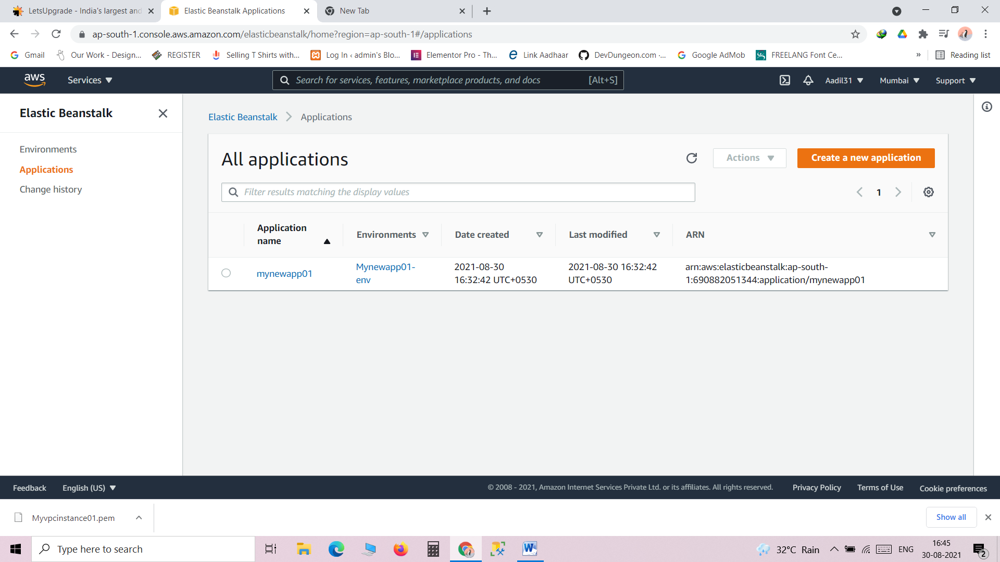 LetsUpgrade - India's largest and
Elastic Beanstalk Applications
New Tab
ap-south-1.console.aws.amazon.com/elasticbeanstalk/home?region=ap-south-1#/applications
Gmail
Our Work - Design...
REGISTER
Selling T Shirts with...
Log In ‹ admin's Blo...
Elementor Pro - Th...
Link Aadhaar
DevDungeon.com -...
Google AdMob
FREELANG Font Ce...
»
Reading list
aws
Services
Search for services, features, marketplace products, and docs
[Alt+S]
Aadil31
Mumbai
Support
Elastic Beanstalk
Environments
Applications
Change history
Elastic Beanstalk
Applications
All applications
Actions
Create a new application
Filter results matching the display values
1
Application
name
Environments
Date created
Last modified
ARN
mynewapp01
Mynewapp01-
env
2021-08-30
16:32:42 UTC+0530
2021-08-30 16:32:42
UTC+0530
arn:aws:elasticbeanstalk:ap-south-
1:690882051344:application/mynewapp01
Feedback
English (US)
© 2008 - 2021, Amazon Internet Services Private Ltd. or its affiliates. All rights reserved.
Privacy Policy
Terms of Use
Cookie preferences
Myvpcinstance01.pem
Show all
Type here to search
32°C Rain
ENG
16:45
30-08-2021
2